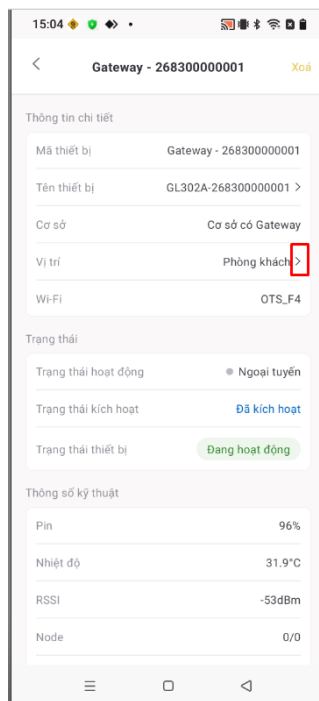 15:04
Gateway - 268300000001 Xoá
Thông tin chi tiết
Mã thiết bị Gateway - 268300000001
Tên thiết bị GL302A-268300000001 >
Cơ sở Cơ sở có Gateway
Vị trí Phòng khách >
Wi-Fi OTS_F4
Trạng thái
Trạng thái hoạt động Ngoại tuyến
Trạng thái kích hoạt Đã kích hoạt
Trạng thái thiết bị Đang hoạt động
Thông số kỹ thuật
Pin 96%
Nhiệt độ 31.9°C
RSSI -53dBm
Node 0/0